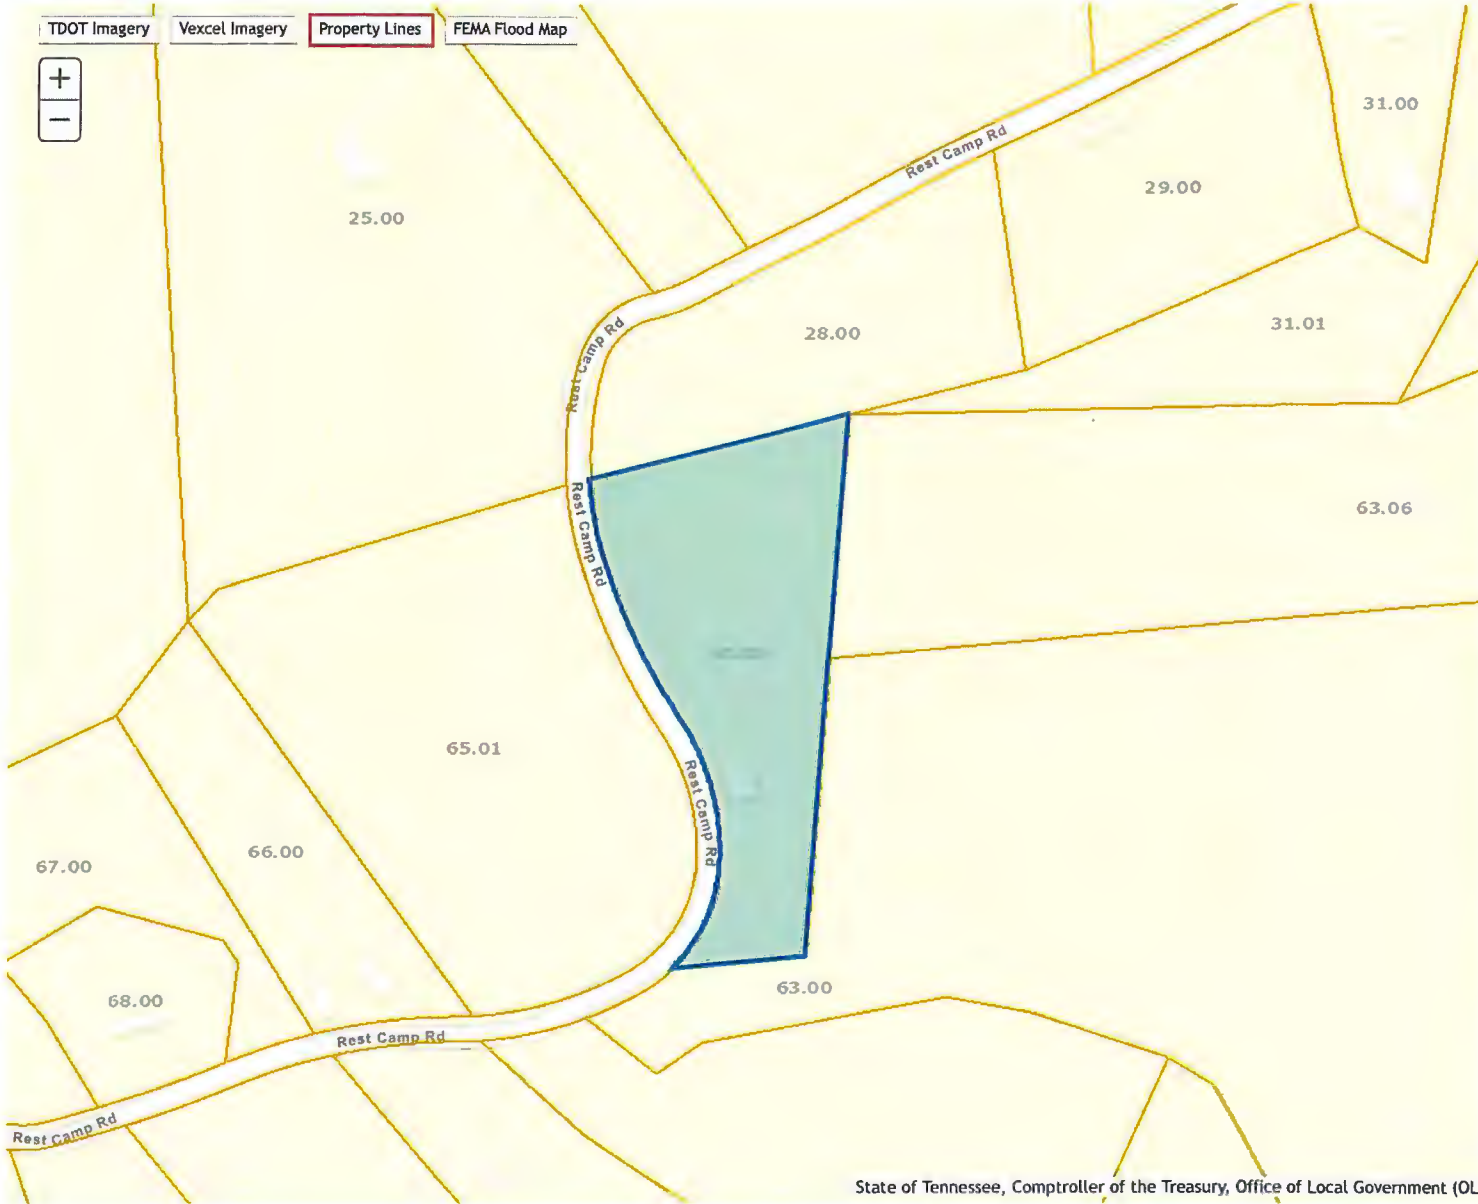 TDOT Imagery
Vexcel Imagery
Property Lines
FEMA Flood Map
+
−
31.00
Rest Camp Rd
29.00
25.00
31.01
28.00
Rest Camp Rd
63.06
Rest Camp Rd
65.01
Rest Camp Rd
66.00
67.00
63.00
68.00
Rest Camp Rd
Rest Camp Rd
State of Tennessee, Comptroller of the Treasury, Office of Local Government (OL